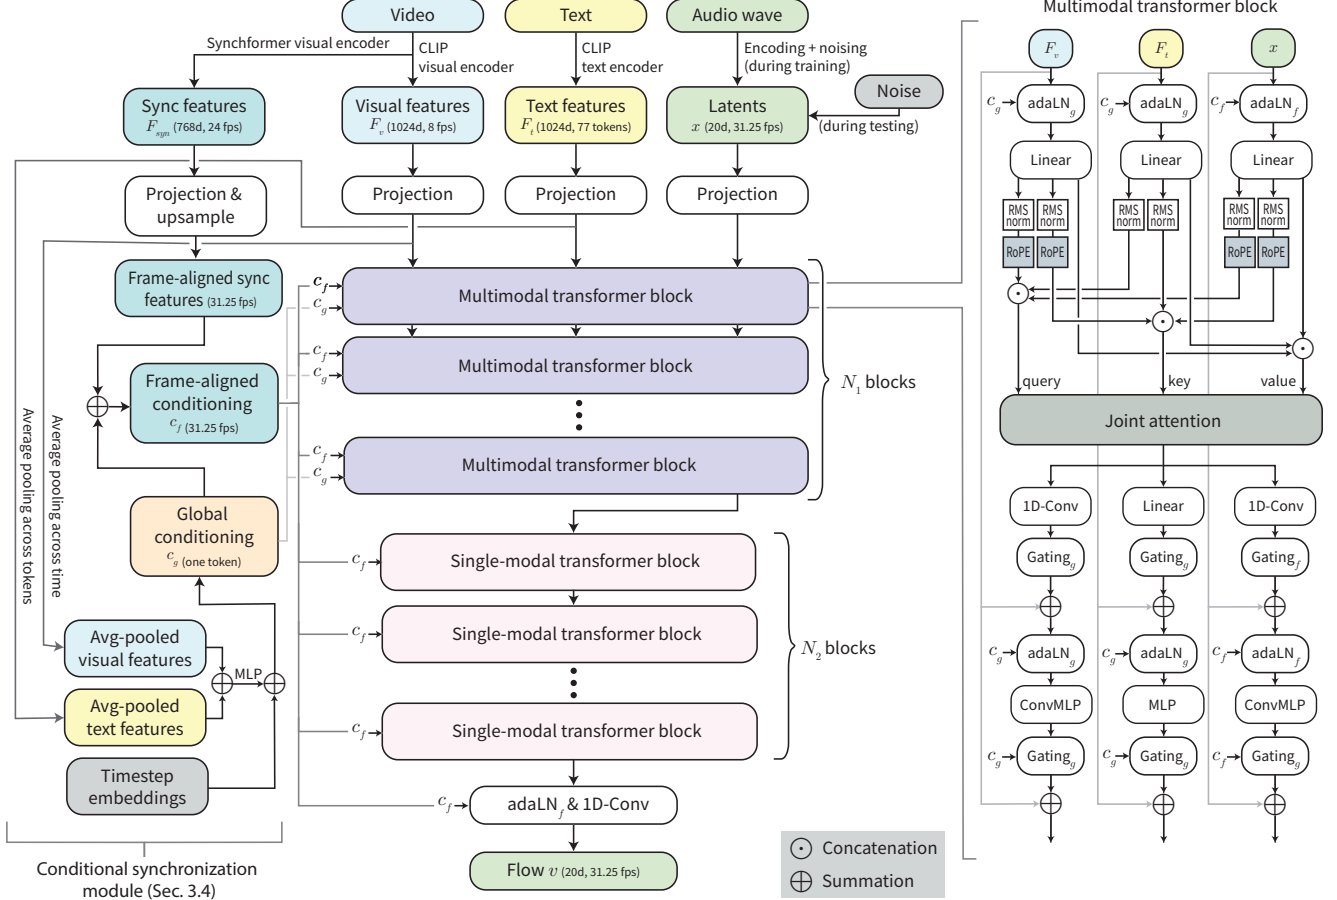 Video
Text
Audio wave
Multimodal transformer block
Synchformer visual encoder
CLIP
visual encoder
CLIP
text encoder
Encoding + noising
(during training)
Noise
(during testing)
Sync features
F_syn (768d, 24 fps)
Visual features
F_v (1024d, 8 fps)
Text features
F_t (1024d, 77 tokens)
Latents
x (20d, 31.25 fps)
Projection &
upsample
Projection
Projection
Projection
Frame-aligned sync
features (31.25 fps)
Frame-aligned
conditioning
c_f (31.25 fps)
Global
conditioning
c_g (one token)
Average pooling across tokens
Average pooling across time
Avg-pooled
visual features
Avg-pooled
text features
MLP
Timestep
embeddings
Conditional synchronization
module (Sec. 3.4)
c_f
c_g
Multimodal transformer block
c_f
c_g
Multimodal transformer block
c_f
c_g
Multimodal transformer block
N_1 blocks
c_f
Single-modal transformer block
c_f
Single-modal transformer block
c_f
Single-modal transformer block
N_2 blocks
c_f
adaLN_f & 1D-Conv
Flow v (20d, 31.25 fps)
Concatenation
Summation
F_v
F_t
x
c_g adaLN_g
c_g adaLN_g
c_f adaLN_f
Linear
Linear
Linear
RMS
norm
RMS
norm
RMS
norm
RMS
norm
RMS
norm
RMS
norm
RoPE
RoPE
RoPE
RoPE
query
key
value
Joint attention
1D-Conv
Linear
1D-Conv
Gating_g
Gating_g
Gating_f
c_g adaLN_g
c_g adaLN_g
c_f adaLN_f
ConvMLP
MLP
ConvMLP
c_g Gating_g
c_g Gating_g
c_f Gating_g